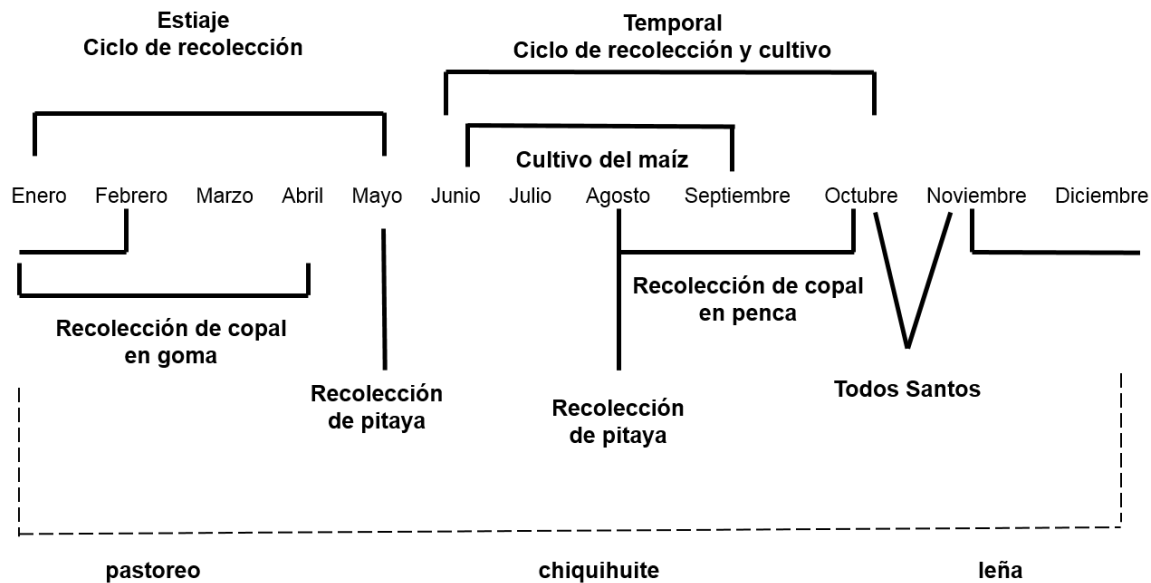 Estiaje
Ciclo de recolección
Temporal
Ciclo de recolección y cultivo
Cultivo del maíz
Enero Febrero Marzo Abril Mayo Junio Julio Agosto Septiembre Octubre Noviembre Diciembre
Recolección de copal
en goma
Recolección de copal
en penca
Recolección
de pitaya
Recolección
de pitaya
Todos Santos
pastoreo chiquihuite leña